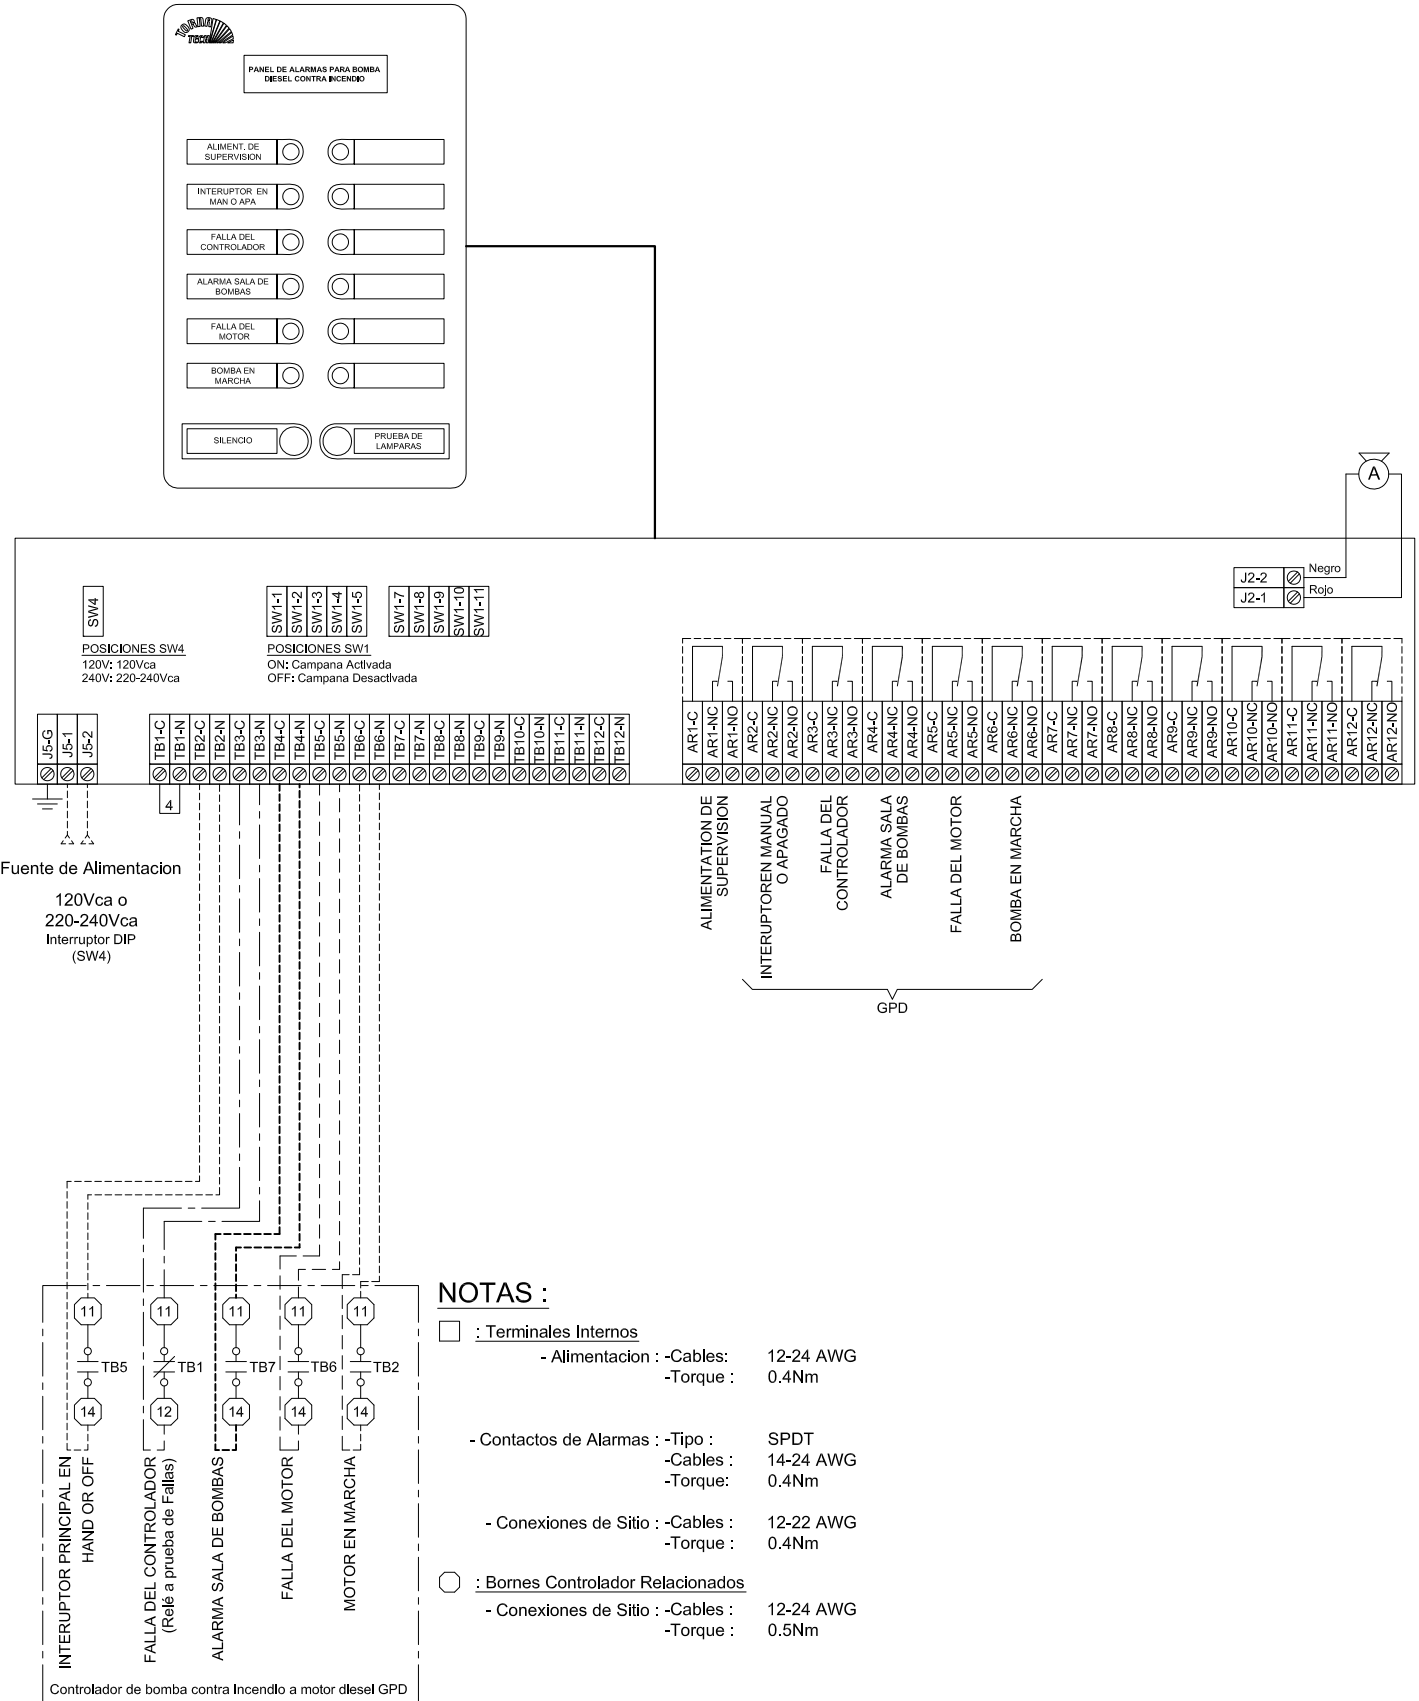 TORNA
TECH
PANEL DE ALARMAS PARA BOMBA
DIESEL CONTRA INCENDIO
ALIMENT. DE
SUPERVISION
INTERUPTOR EN
MAN O APA
FALLA DEL
CONTROLADOR
ALARMA SALA DE
BOMBAS
FALLA DEL
MOTOR
BOMBA EN
MARCHA
SILENCIO
PRUEBA DE
LAMPARAS
A
J2-2
Negro
J2-1
Rojo
SW4
POSICIONES SW4
120V: 120Vca
240V: 220-240Vca
SW1-1
SW1-2
SW1-3
SW1-4
SW1-5
SW1-7
SW1-8
SW1-9
SW1-10
SW1-11
POSICIONES SW1
ON: Campana Activada
OFF: Campana Desactivada
J5-G
J5-1
J5-2
TB1-C
TB1-N
TB2-C
TB2-N
TB3-C
TB3-N
TB4-C
TB4-N
TB5-C
TB5-N
TB6-C
TB6-N
TB7-C
TB7-N
TB8-C
TB8-N
TB9-C
TB9-N
TB10-C
TB10-N
TB11-C
TB11-N
TB12-C
TB12-N
AR1-C
AR1-NC
AR1-NO
AR2-C
AR2-NC
AR2-NO
AR3-C
AR3-NC
AR3-NO
AR4-C
AR4-NC
AR4-NO
AR5-C
AR5-NC
AR5-NO
AR6-C
AR6-NC
AR6-NO
AR7-C
AR7-NC
AR7-NO
AR8-C
AR8-NC
AR8-NO
AR9-C
AR9-NC
AR9-NO
AR10-C
AR10-NC
AR10-NO
AR11-C
AR11-NC
AR11-NO
AR12-C
AR12-NC
AR12-NO
4
Fuente de Alimentacion
120Vca o
220-240Vca
Interruptor DIP
(SW4)
ALIMENTATION DE
SUPERVISION
INTERUPTOREN MANUAL
O APAGADO
FALLA DEL
CONTROLADOR
ALARMA SALA
DE BOMBAS
FALLA DEL MOTOR
BOMBA EN MARCHA
GPD
11
11
11
11
11
TB5
TB1
TB7
TB6
TB2
14
12
14
14
14
INTERUPTOR PRINCIPAL EN
HAND OR OFF
FALLA DEL CONTROLADOR
(Relé a prueba de Fallas)
ALARMA SALA DE BOMBAS
FALLA DEL MOTOR
MOTOR EN MARCHA
Controlador de bomba contra Incendio a motor diesel GPD
NOTAS :
: Terminales Internos
- Alimentacion : -Cables: 12-24 AWG
-Torque : 0.4Nm
- Contactos de Alarmas : -Tipo : SPDT
-Cables : 14-24 AWG
-Torque: 0.4Nm
- Conexiones de Sitio : -Cables : 12-22 AWG
-Torque : 0.4Nm
: Bornes Controlador Relacionados
- Conexiones de Sitio : -Cables : 12-24 AWG
-Torque : 0.5Nm